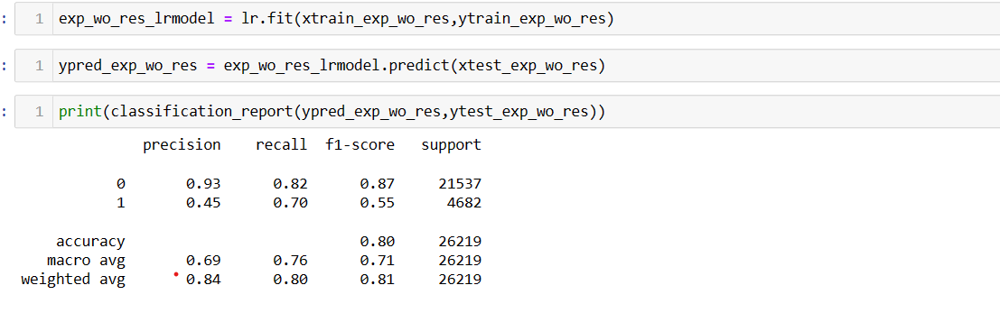 : 1 exp_wo_res_lrmodel = lr.fit(xtrain_exp_wo_res,ytrain_exp_wo_res)
: 1 ypred_exp_wo_res = exp_wo_res_lrmodel.predict(xtest_exp_wo_res)
: 1 print(classification_report(ypred_exp_wo_res,ytest_exp_wo_res))
precision recall f1-score support
0 0.93 0.82 0.87 21537
1 0.45 0.70 0.55 4682
accuracy 0.80 26219
macro avg 0.69 0.76 0.71 26219
weighted avg 0.84 0.80 0.81 26219